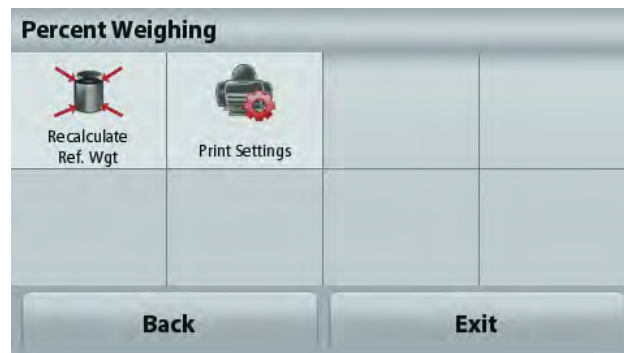 Percent Weighing
Recalculate
Ref. Wgt
Print Settings
Back
Exit